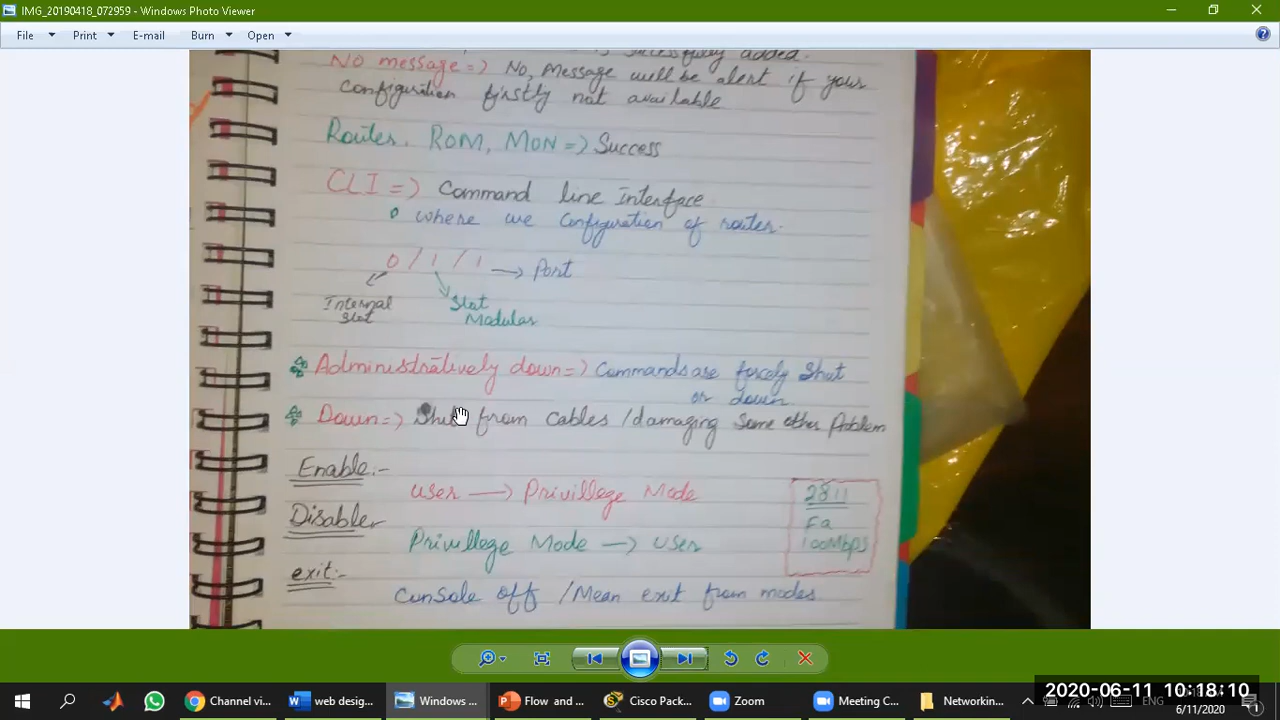 IMG_20190418_072959 - Windows Photo Viewer
File Print E-mail Burn Open
successfully added.
No message => No, Message will be alert if your
Configuration firstly not available
Routes, ROM, MON => Success
CLI => Command line Interface
where we configuration of router.
0 / 1 / 1 -> Port
Internal Slot
Slot Modular
Administratively down => Commands are forcely Shut
or down
Down => Shut from Cables / damaging Some other Problem
Enable:-
user -> Privillege Mode
2811
Fa
100Mbps
Disable:-
Privillege Mode -> user
exit:-
Console off / Mean exit from modes
Channel vi...
web desig...
Windows ...
Flow and ...
Cisco Pack...
Zoom
Meeting C...
Networkin...
ENG
2020-06-11 10:18:10
6/11/2020